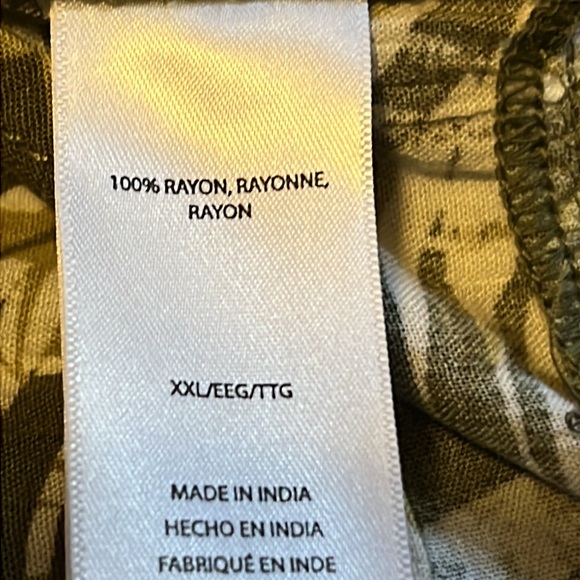 100% RAYON, RAYONNE,
RAYON
XXL/EEG/TTG
MADE IN INDIA
HECHO EN INDIA
FABRIQUÉ EN INDE